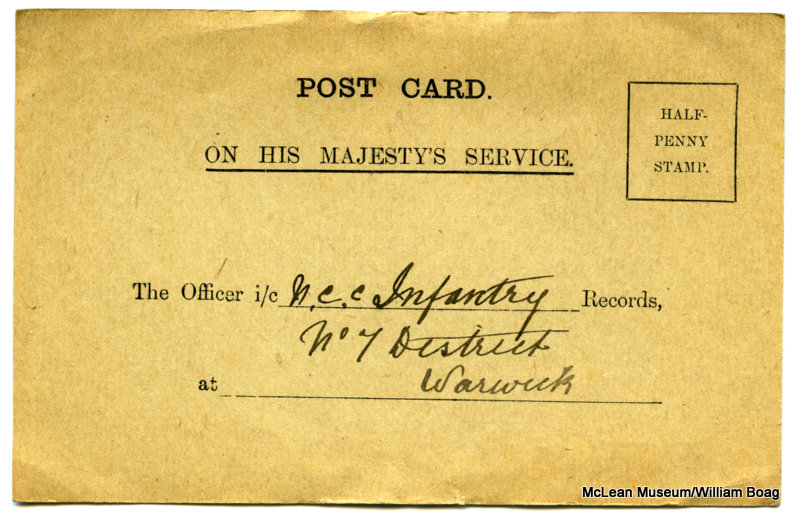 POST CARD.
ON HIS MAJESTY'S SERVICE.
HALF-
PENNY
STAMP.
The Officer i/c N.C.C Infantry Records,
No 7 District
at Warwick
McLean Museum/William Boag